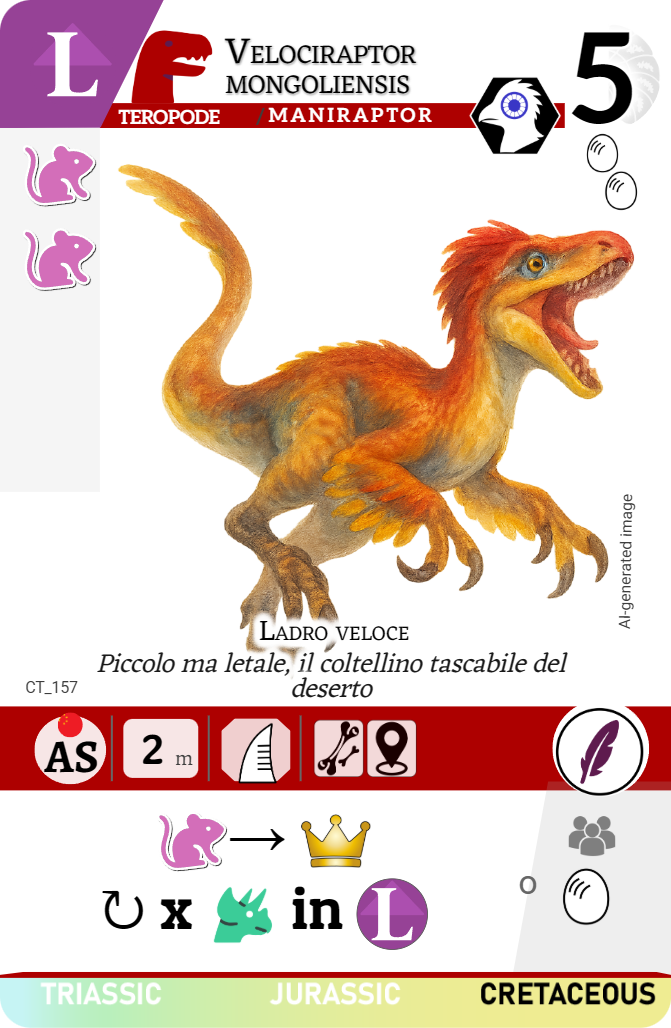 L
VELOCIRAPTOR
MONGOLIENSIS
5
TEROPODE / MANIRAPTOR
AI-generated image
LADRO VELOCE
Piccolo ma letale, il coltellino tascabile del
deserto
CT_157
AS
2 m
x in L
o
TRIASSIC JURASSIC CRETACEOUS